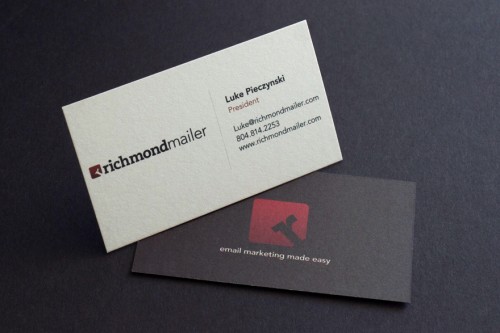 richmondmailer
Luke Pieczynski
President
Luke@richmondmailer.com
804.814.2253
www.richmondmailer.com
email marketing made easy